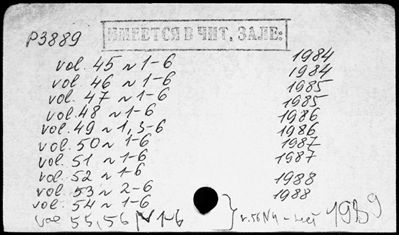 P3889
ИМЕЕТСЯ В ЧИТ. ЗАЛЕ:
vol. 45 N 1-6 1984
vol. 46 N 1-6 1984
vol. 47 N 1-6 1985
vol. 48 N 1-6 1985
vol. 49 N 1, 3-6 1986
vol. 50 N 1-6 1986
vol. 51 N 1-6 1987
vol. 52 N 1-6 1987
vol. 53 N 2-6 1988
vol. 54 N 1-6 1988
vol 55, 56 N 1-6 1989